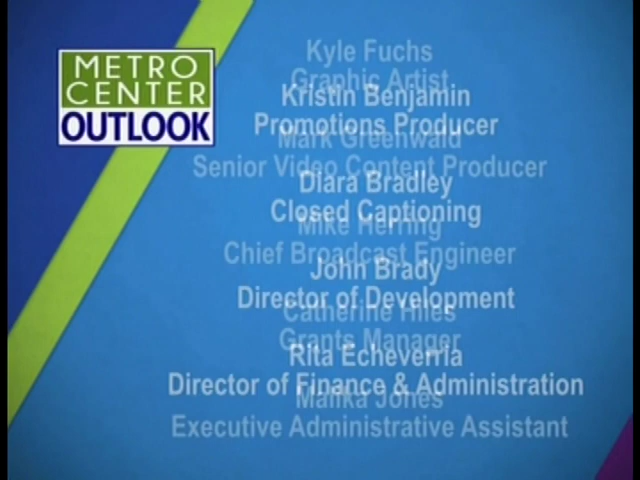 METRO
CENTER
OUTLOOK
Kyle Fuchs
Graphic Artist
Kristin Benjamin
Promotions Producer
Mark Greenwald
Senior Video Content Producer
Diara Bradley
Closed Captioning
Mike Herring
Chief Broadcast Engineer
John Brady
Director of Development
Catherine Hiles
Grants Manager
Rita Echeverria
Director of Finance & Administration
Malika Jones
Executive Administrative Assistant